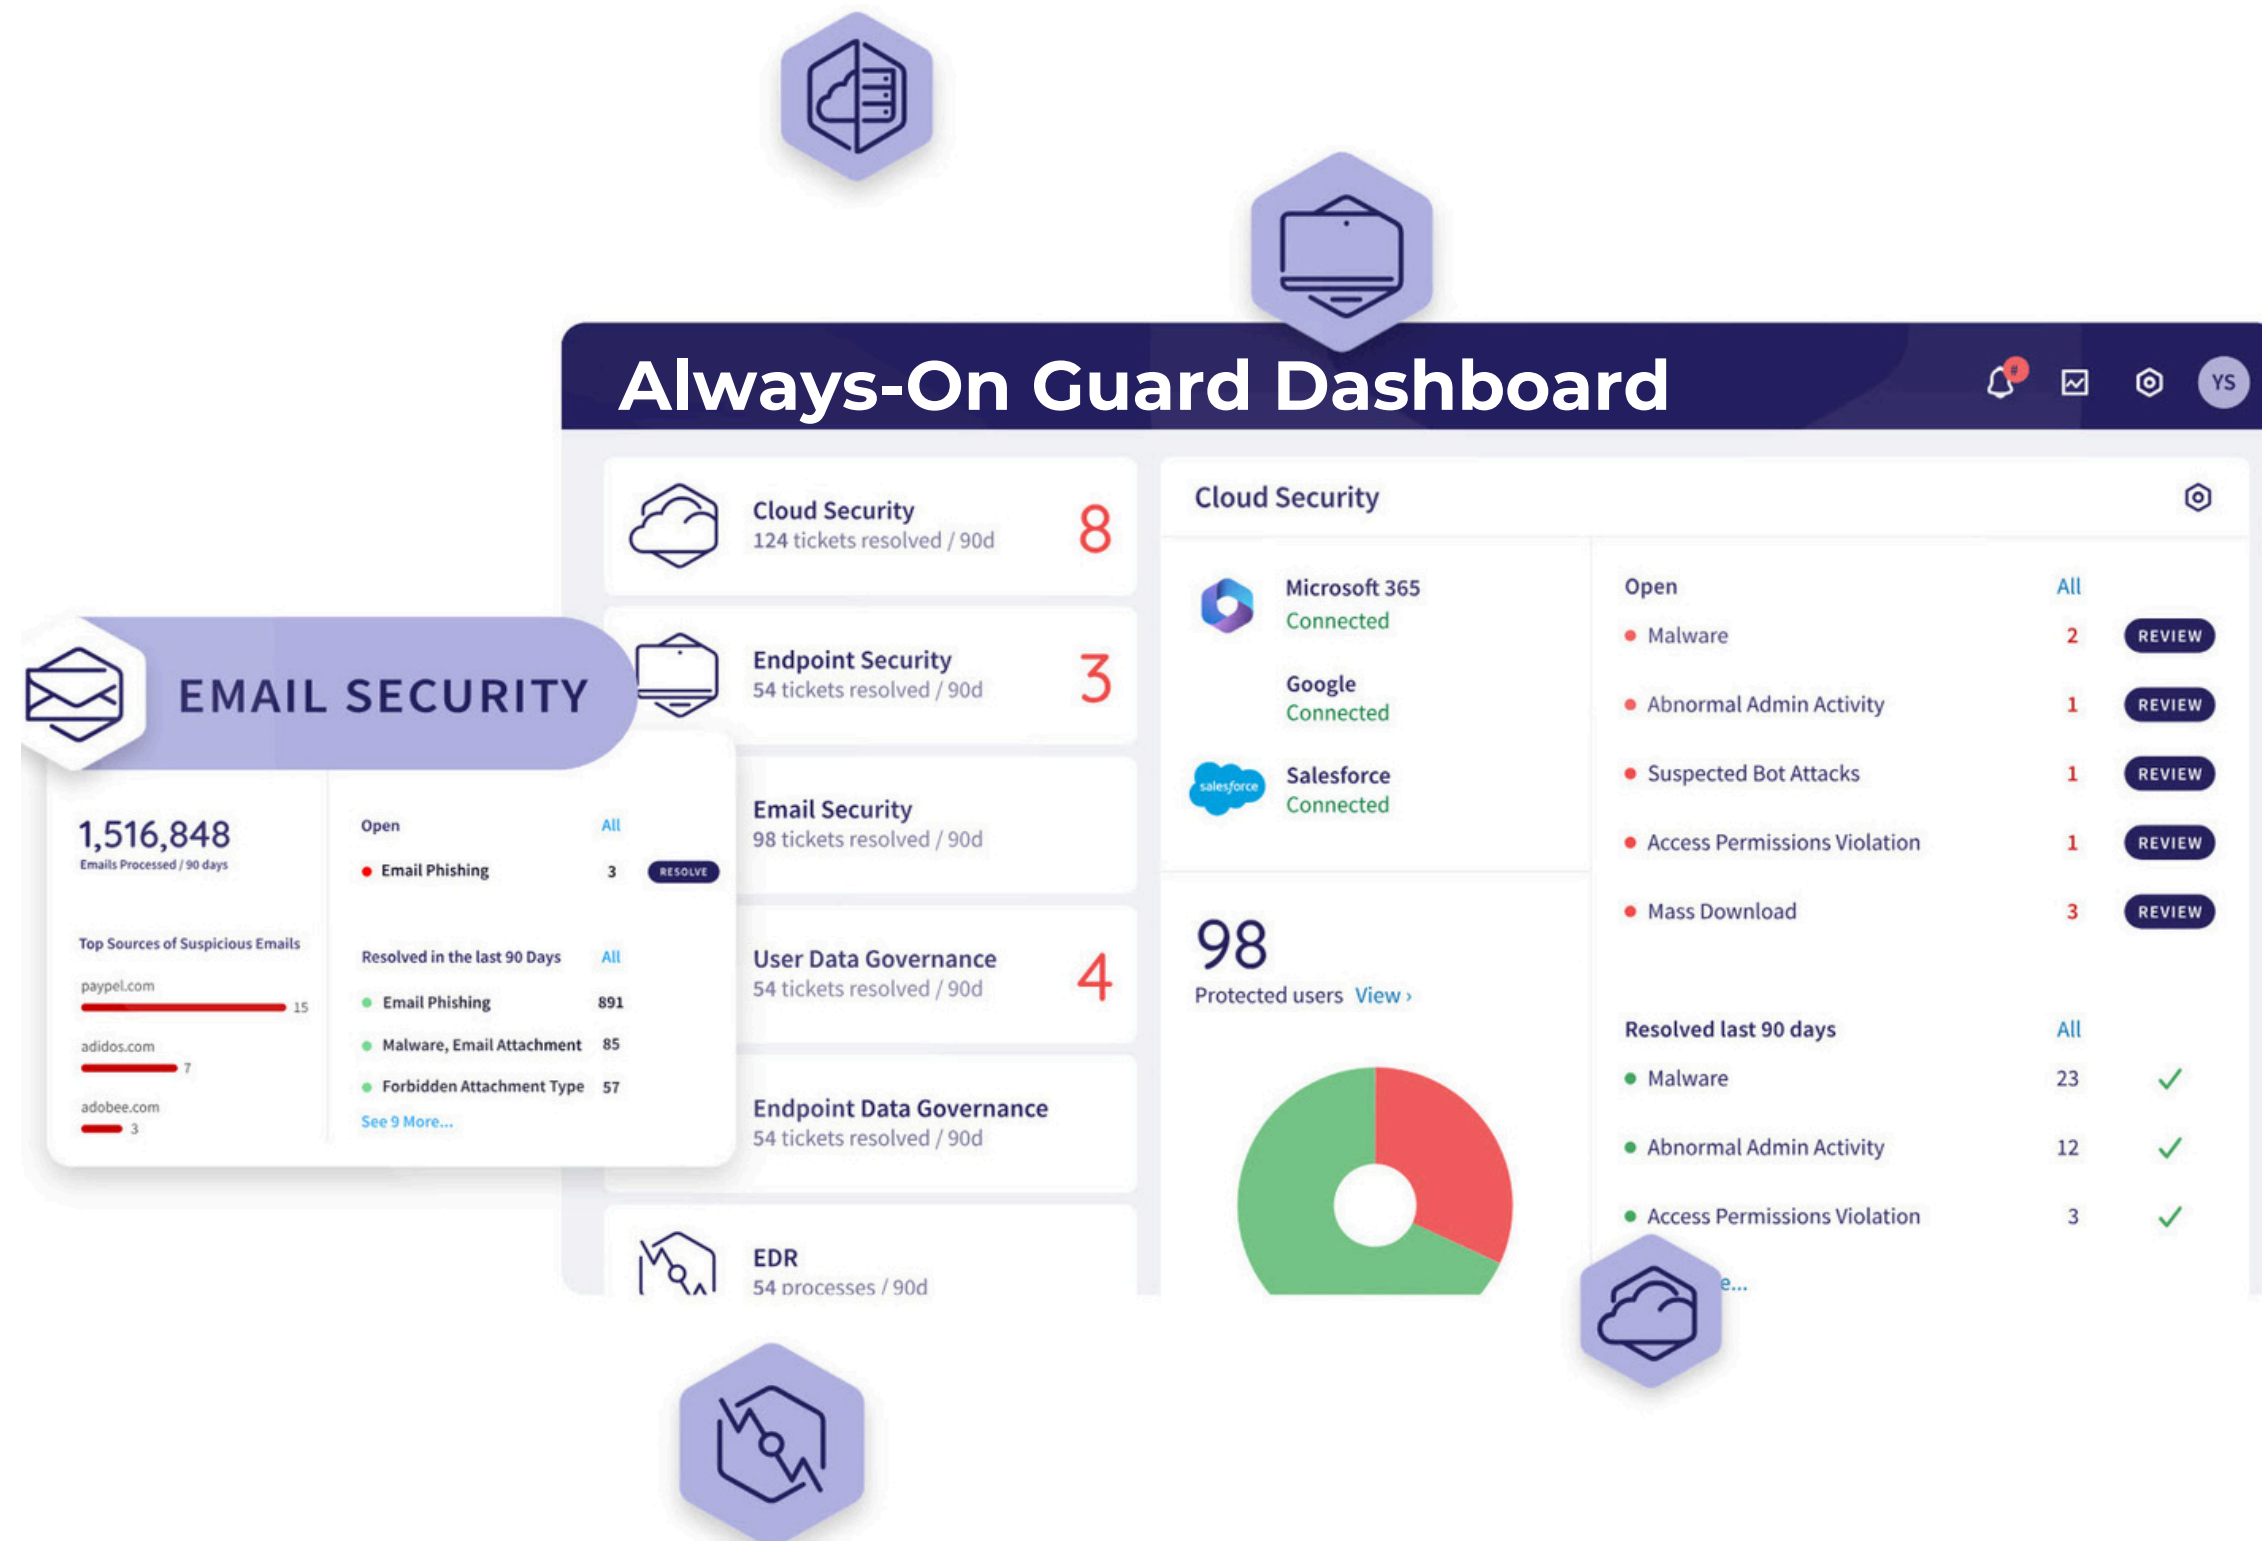 Always-On Guard Dashboard
#
YS
Cloud Security
124 tickets resolved / 90d
8
Endpoint Security
54 tickets resolved / 90d
3
Email Security
98 tickets resolved / 90d
User Data Governance
54 tickets resolved / 90d
4
Endpoint Data Governance
54 tickets resolved / 90d
EDR
54 processes / 90d
EMAIL SECURITY
1,516,848
Emails Processed / 90 days
Top Sources of Suspicious Emails
paypel.com
15
adidos.com
7
adobee.com
3
Open All
Email Phishing 3 RESOLVE
Resolved in the last 90 Days All
Email Phishing 891
Malware, Email Attachment 85
Forbidden Attachment Type 57
See 9 More...
Cloud Security
Microsoft 365
Connected
Google
Connected
salesforce
Salesforce
Connected
98
Protected users View ›
Open All
Malware 2 REVIEW
Abnormal Admin Activity 1 REVIEW
Suspected Bot Attacks 1 REVIEW
Access Permissions Violation 1 REVIEW
Mass Download 3 REVIEW
Resolved last 90 days All
Malware 23
Abnormal Admin Activity 12
Access Permissions Violation 3